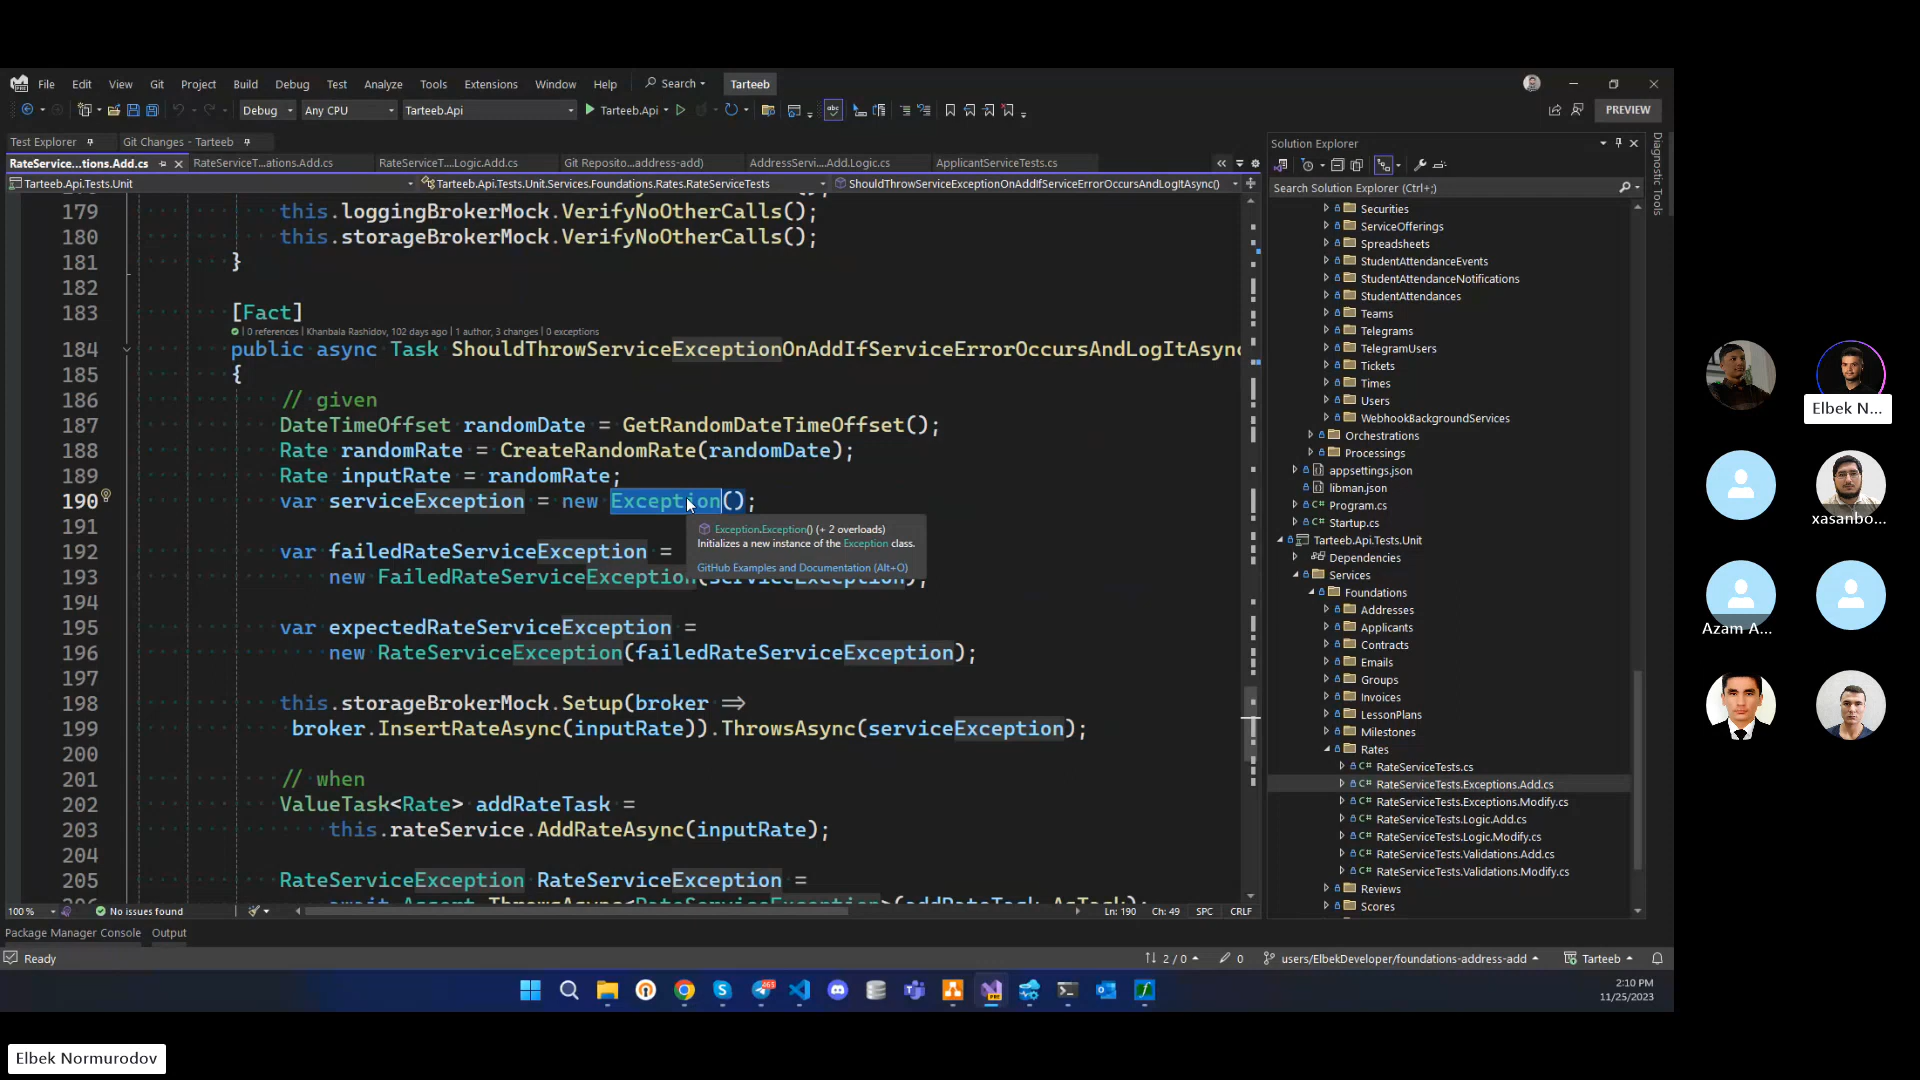 File Edit View Git Project Build Debug Test Analyze Tools Extensions Window Help Search Tarteeb
Debug Any CPU Tarteeb.Api Tarteeb.Api PREVIEW
Test Explorer Git Changes - Tarteeb
RateService...tions.Add.cs RateServiceT...ations.Add.cs RateServiceT....Logic.Add.cs Git Reposito...address-add) AddressServi....Add.Logic.cs ApplicantServiceTests.cs
Tarteeb.Api.Tests.Unit Tarteeb.Api.Tests.Unit.Services.Foundations.Rates.RateServiceTests ShouldThrowServiceExceptionOnAddIfServiceErrorOccursAndLogItAsync()
179 this.loggingBrokerMock.VerifyNoOtherCalls();
180 this.storageBrokerMock.VerifyNoOtherCalls();
181 }
182
183 [Fact]
0 references | Khanbala Rashidov, 102 days ago | 1 author, 3 changes | 0 exceptions
184 public async Task ShouldThrowServiceExceptionOnAddIfServiceErrorOccursAndLogItAsync
185 {
186 // given
187 DateTimeOffset randomDate = GetRandomDateTimeOffset();
188 Rate randomRate = CreateRandomRate(randomDate);
189 Rate inputRate = randomRate;
190 var serviceException = new Exception();
191
Exception.Exception() (+ 2 overloads)
Initializes a new instance of the Exception class.
GitHub Examples and Documentation (Alt+O)
192 var failedRateServiceException =
193 new FailedRateServiceException(serviceException);
194
195 var expectedRateServiceException =
196 new RateServiceException(failedRateServiceException);
197
198 this.storageBrokerMock.Setup(broker =>
199 broker.InsertRateAsync(inputRate)).ThrowsAsync(serviceException);
200
201 // when
202 ValueTask<Rate> addRateTask =
203 this.rateService.AddRateAsync(inputRate);
204
205 RateServiceException RateServiceException =
await Assert.ThrowsAsync<RateServiceException>(addRateTask.AsTask);
100 % No issues found Ln: 190 Ch: 49 SPC CRLF
Package Manager Console Output
Ready 2 / 0 0 users/ElbekDeveloper/foundations-address-add Tarteeb
Solution Explorer
Search Solution Explorer (Ctrl+;)
Securities
ServiceOfferings
Spreadsheets
StudentAttendanceEvents
StudentAttendanceNotifications
StudentAttendances
Teams
Telegrams
TelegramUsers
Tickets
Times
Users
WebhookBackgroundServices
Orchestrations
Processings
appsettings.json
libman.json
Program.cs
Startup.cs
Tarteeb.Api.Tests.Unit
Dependencies
Services
Foundations
Addresses
Applicants
Contracts
Emails
Groups
Invoices
LessonPlans
Milestones
Rates
C# RateServiceTests.cs
C# RateServiceTests.Exceptions.Add.cs
C# RateServiceTests.Exceptions.Modify.cs
C# RateServiceTests.Logic.Add.cs
C# RateServiceTests.Logic.Modify.cs
C# RateServiceTests.Validations.Add.cs
C# RateServiceTests.Validations.Modify.cs
Reviews
Scores
Diagnostic Tools
2:10 PM
11/25/2023
Elbek N...
xasanbo...
Azam A...
Elbek Normurodov